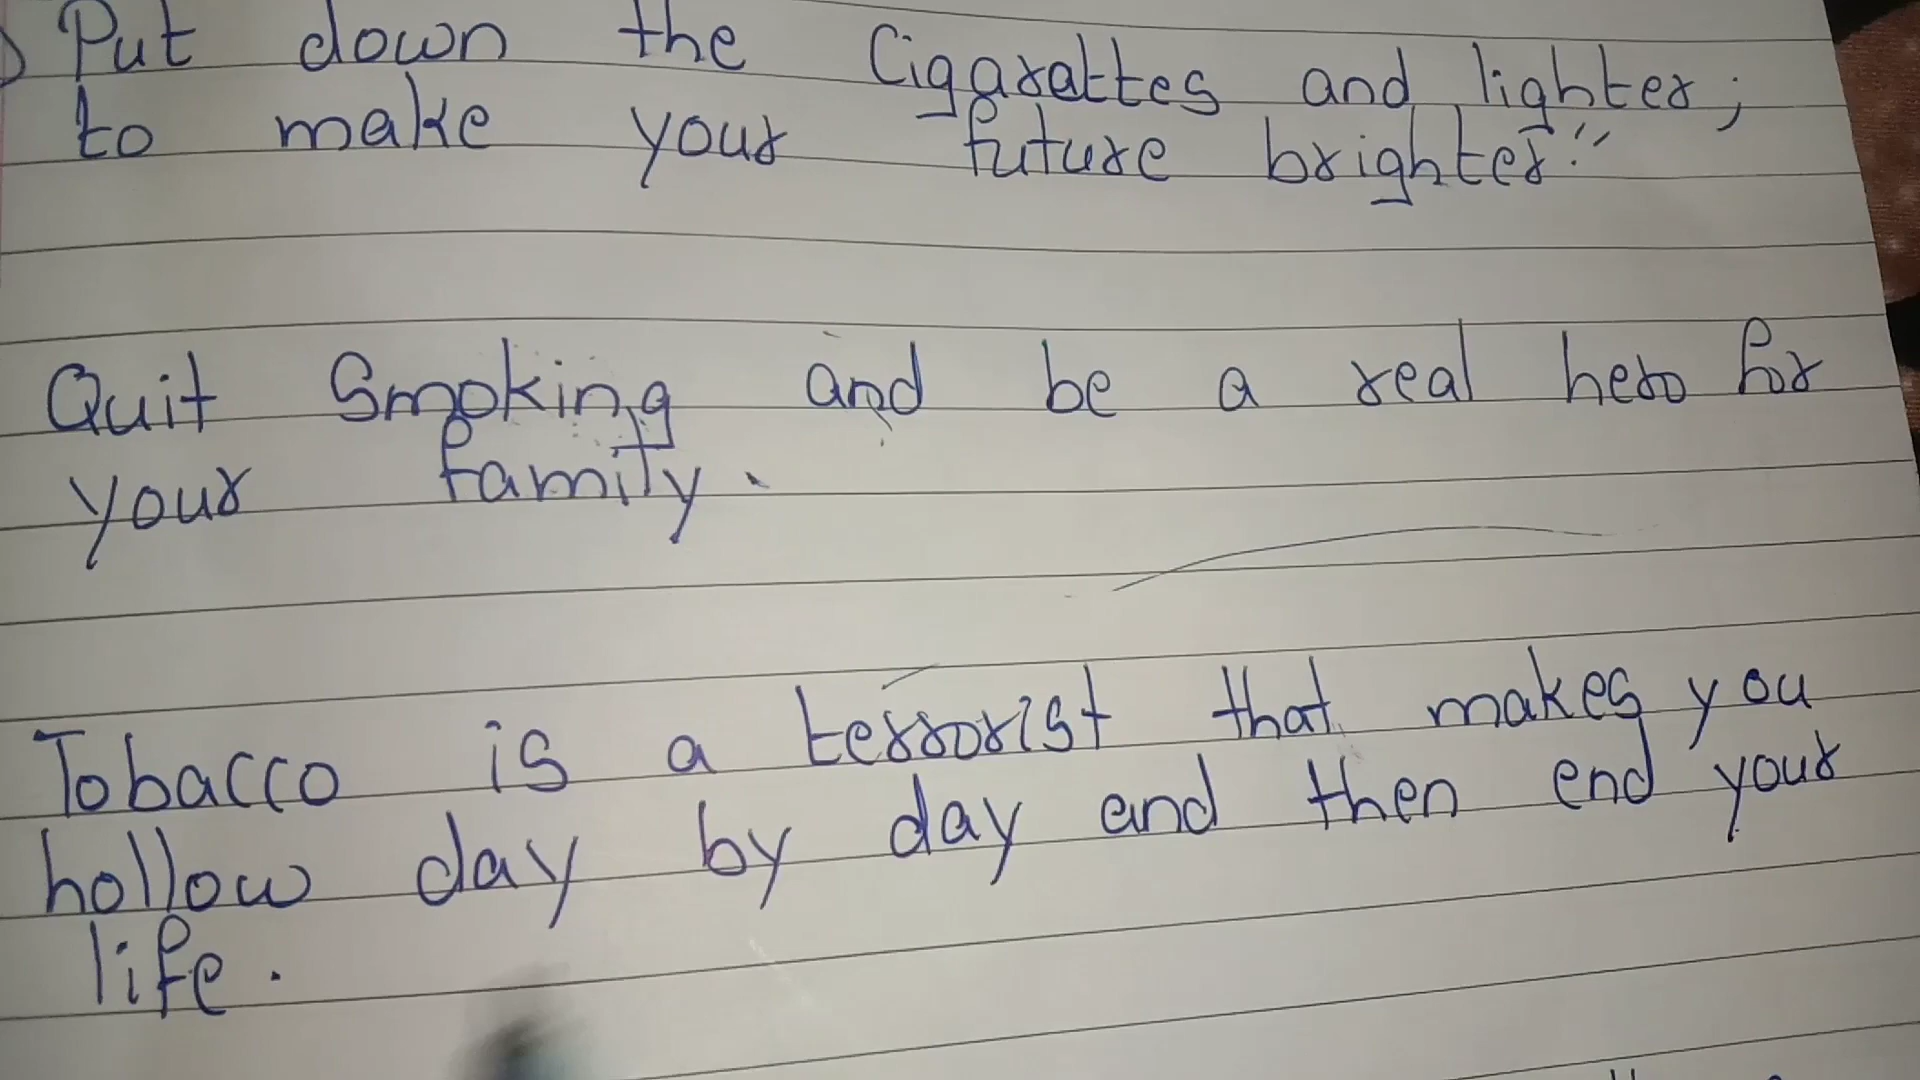 Put down the Cigarattes and lighter;
to make your future brighter."
Quit Smoking and be a real hero for
your family.
Tobacco is a terrorist that makes you
hollow day by day and then end your
life.